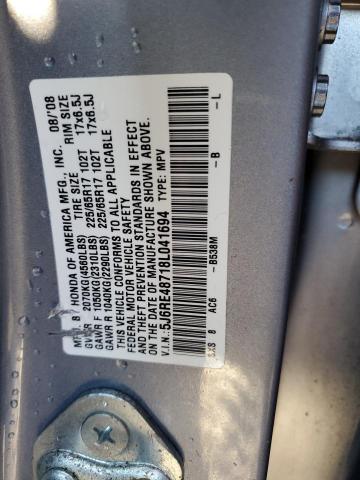 MFD. BY HONDA OF AMERICA MFG., INC. 08/'08
TIRE SIZE RIM SIZE
GVWR 2070KG(4560LBS)
GAWR F 1050KG(2310LBS) 225/65R17 102T 17x6.5J
GAWR R 1040KG(2290LBS) 225/65R17 102T 17x6.5J
THIS VEHICLE CONFORMS TO ALL APPLICABLE
FEDERAL MOTOR VEHICLE SAFETY
AND THEFT PREVENTION STANDARDS IN EFFECT
ON THE DATE OF MANUFACTURE SHOWN ABOVE.
V.I.N.: 5J6RE48718L041694 TYPE: MPV
SAS 8 AC6 -B538M -B -L